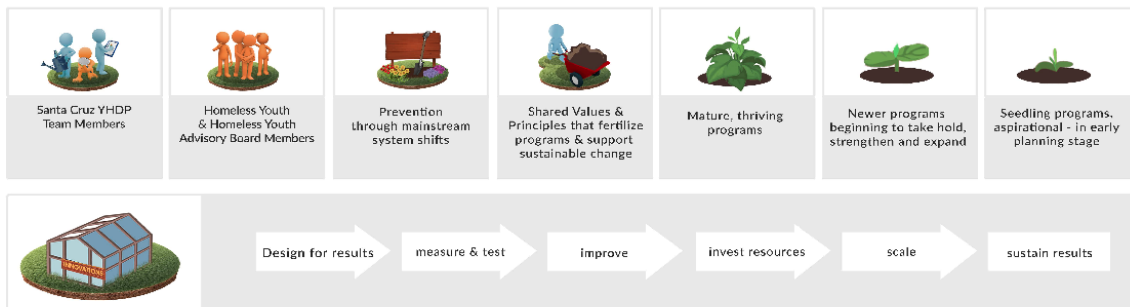 Santa Cruz YHDP
Team Members
Homeless Youth
& Homeless Youth
Advisory Board Members
Prevention
through mainstream
system shifts
Shared Values &
Principles that fertilize
programs & support
sustainable change
Mature, thriving
programs
Newer programs
beginning to take hold,
strengthen and expand
Seedling programs,
aspirational - in early
planning stage
INNOVATIONS
Design for results
measure & test
improve
invest resources
scale
sustain results